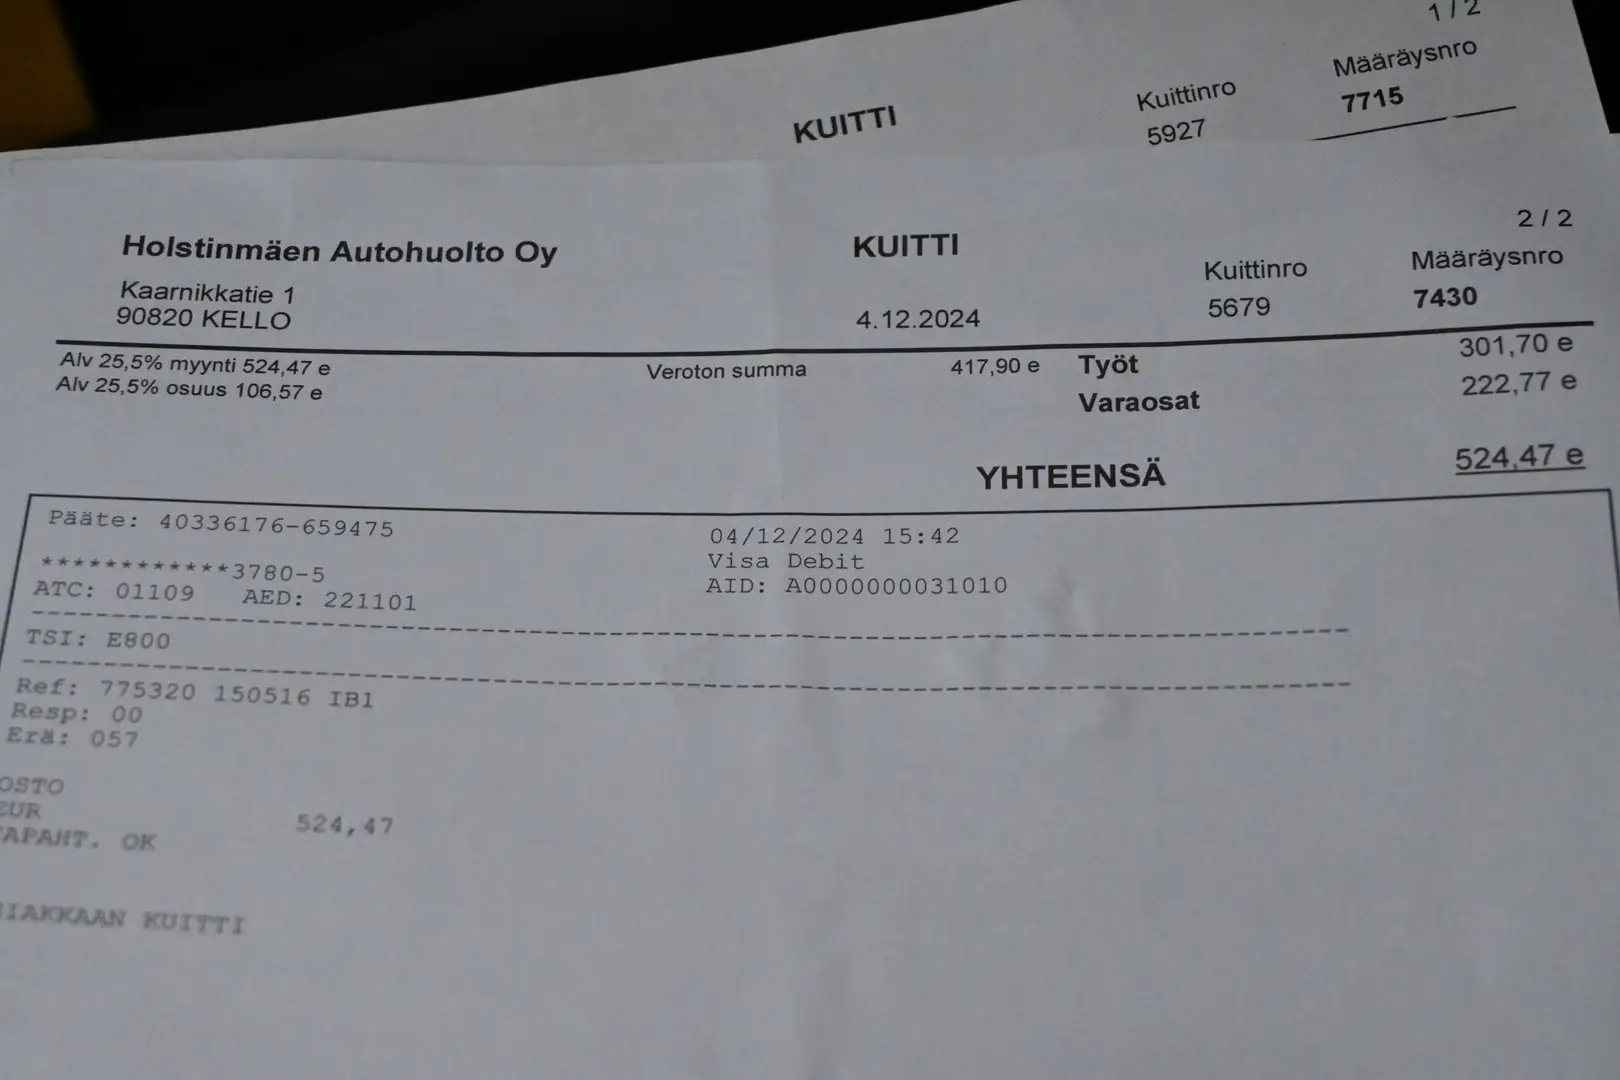 1 / 2
KUITTI
Kuittinro
Määräysnro
5927
7715
2 / 2
Holstinmäen Autohuolto Oy
KUITTI
Kuittinro
Määräysnro
Kaarnikkatie 1
90820 KELLO
4.12.2024
5679
7430
Alv 25,5% myynti 524,47 e
Veroton summa 417,90 e
Työt 301,70 e
Alv 25,5% osuus 106,57 e
Varaosat 222,77 e
YHTEENSÄ 524,47 e
Pääte: 40336176-659475
04/12/2024 15:42
Visa Debit
************3780-5
AID: A0000000031010
ATC: 01109 AED: 221101
TSI: E800
Ref: 775320 150516 IB1
Resp: 00
Erä: 057
OSTO
EUR 524,47
TAPAHT. OK
IAKKAAN KUITTI